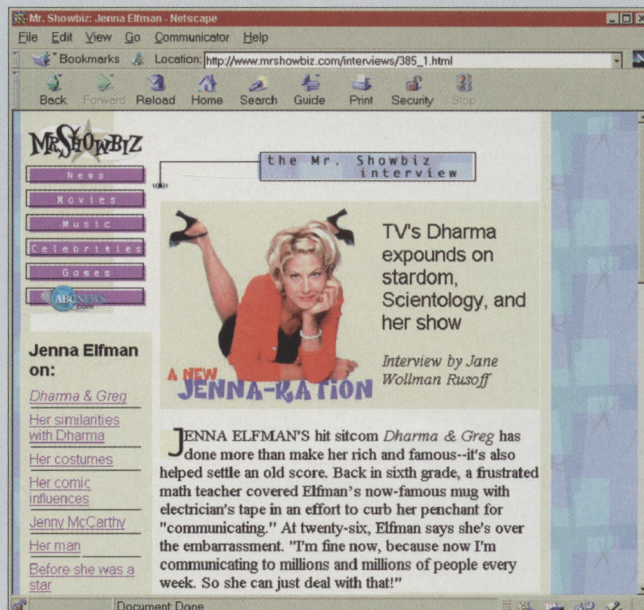 Mr. Showbiz: Jenna Elfman - Netscape
File Edit View Go Communicator Help
Bookmarks Location: http://www.mrshowbiz.com/interviews/385_1.html
Back Forward Reload Home Search Guide Print Security Stop
MR SHOWBIZ
News
Movies
Music
Celebrities
Games
ABCNEWS.com
Jenna Elfman
on:
Dharma & Greg
Her similarities
with Dharma
Her costumes
Her comic
influences
Jenny McCarthy
Her man
Before she was a
star
the Mr. Showbiz
interview
TV's Dharma
expounds on
stardom,
Scientology, and
her show
Interview by Jane
Wollman Rusoff
A NEW
JENNA-RATION
JENNA ELFMAN'S hit sitcom Dharma & Greg has
done more than make her rich and famous--it's also
helped settle an old score. Back in sixth grade, a frustrated
math teacher covered Elfman's now-famous mug with
electrician's tape in an effort to curb her penchant for
"communicating." At twenty-six, Elfman says she's over
the embarrassment. "I'm fine now, because now I'm
communicating to millions and millions of people every
week. So she can just deal with that!"
Document: Done